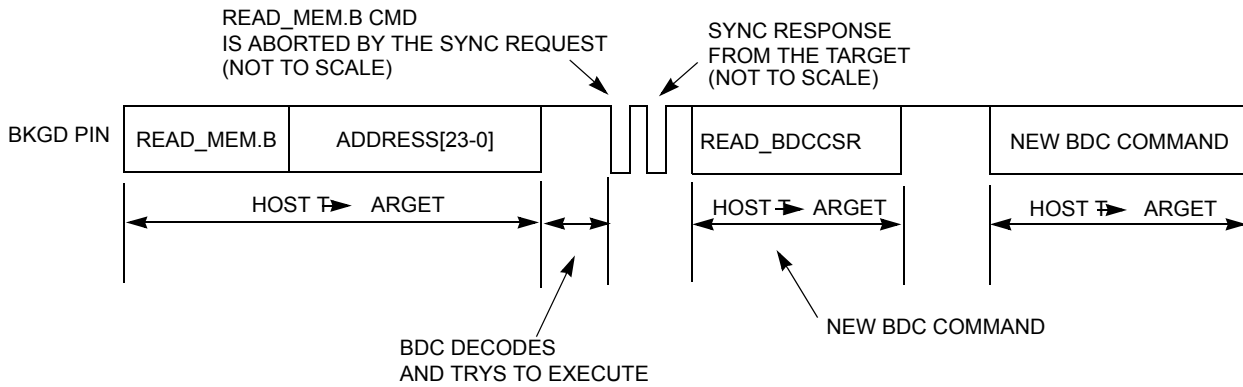 READ_MEM.B CMD
IS ABORTED BY THE SYNC REQUEST
(NOT TO SCALE)
SYNC RESPONSE
FROM THE TARGET
(NOT TO SCALE)
BKGD PIN
READ_MEM.B
ADDRESS[23-0]
READ_BDCCSR
NEW BDC COMMAND
HOST T ARGET
HOST T ARGET
HOST T ARGET
BDC DECODES
AND TRYS TO EXECUTE
NEW BDC COMMAND